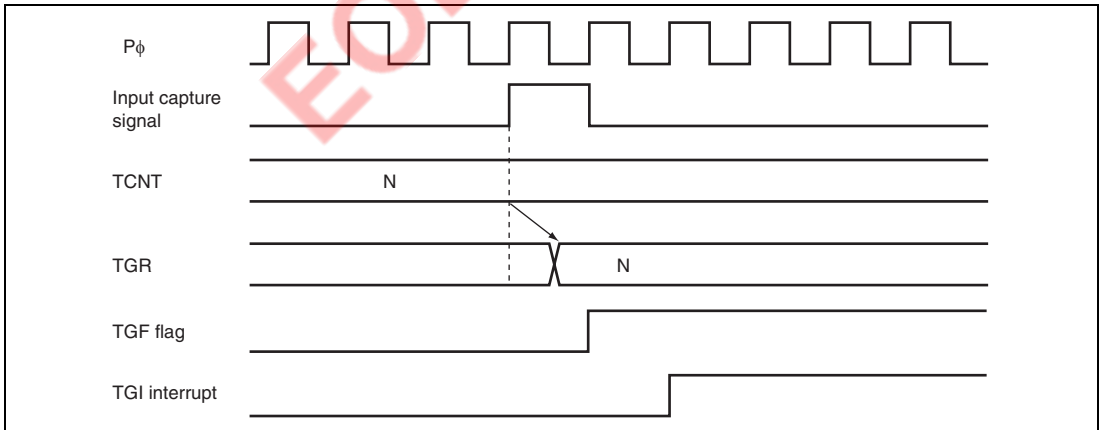 Pϕ
Input capture
signal
TCNT
N
TGR
N
TGF flag
TGI interrupt